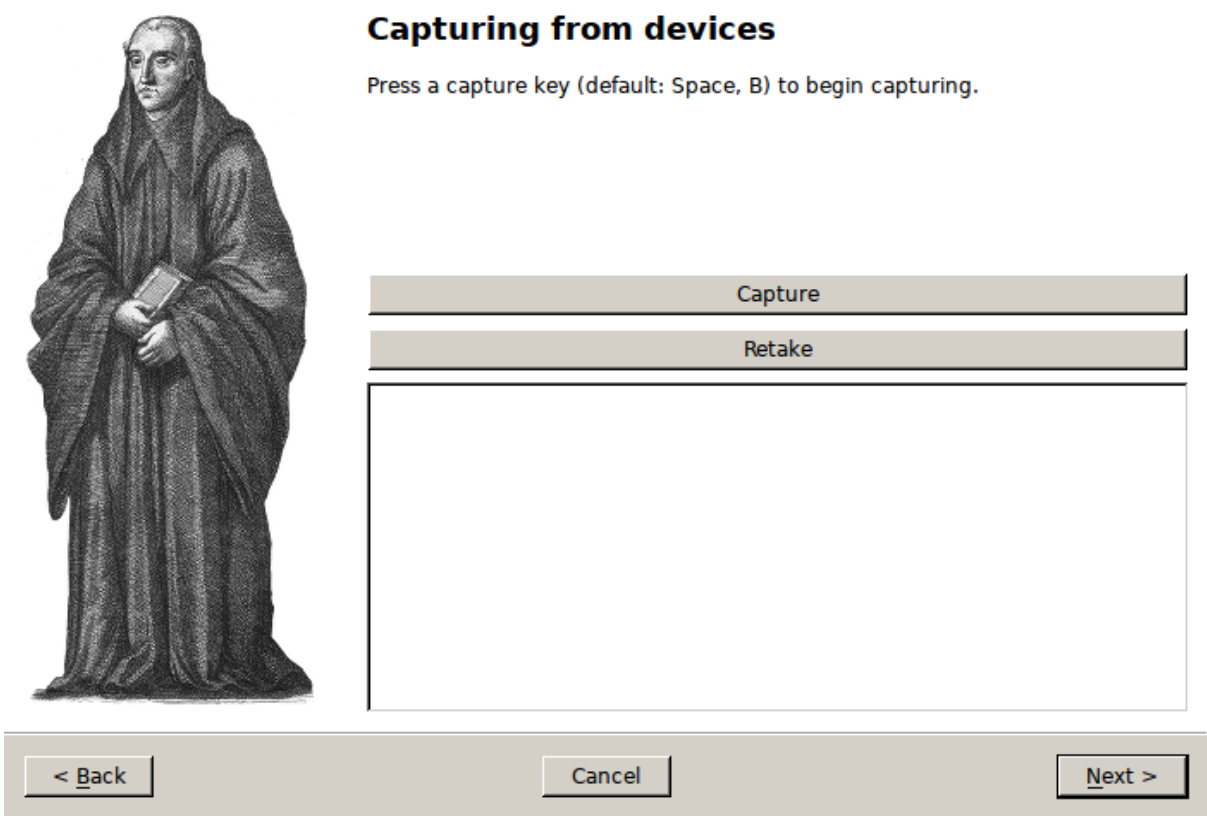 Capturing from devices
Press a capture key (default: Space, B) to begin capturing.
Capture
Retake
< Back
Cancel
Next >